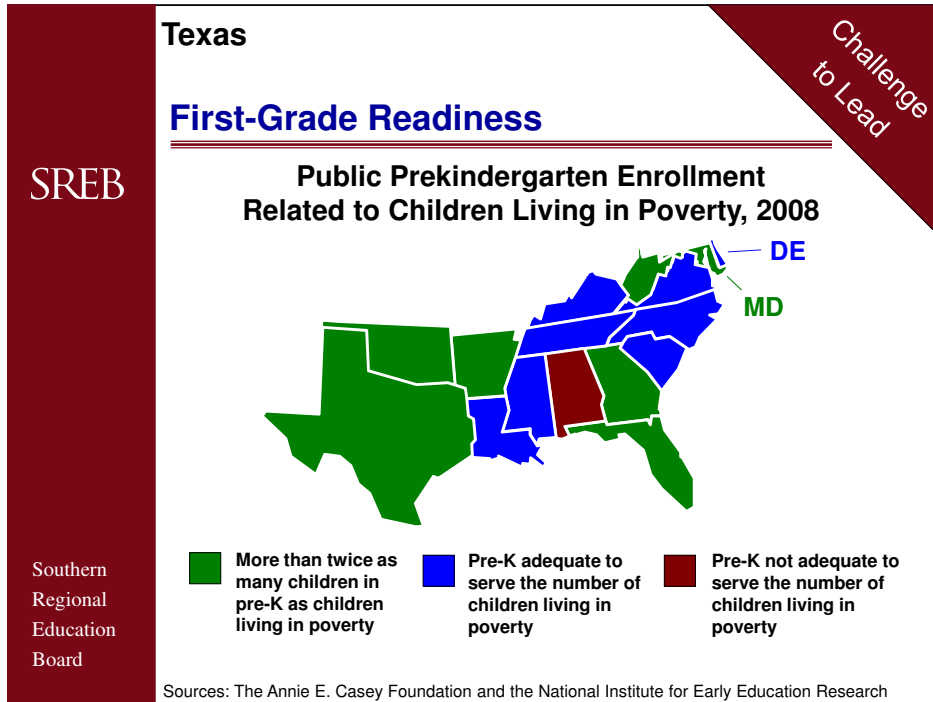 Texas
Challenge
to Lead
First-Grade Readiness
SREB
Public Prekindergarten Enrollment
Related to Children Living in Poverty, 2008
DE
MD
More than twice as
many children in
pre-K as children
living in poverty
Pre-K adequate to
serve the number of
children living in
poverty
Pre-K not adequate to
serve the number of
children living in
poverty
Southern
Regional
Education
Board
Sources: The Annie E. Casey Foundation and the National Institute for Early Education Research